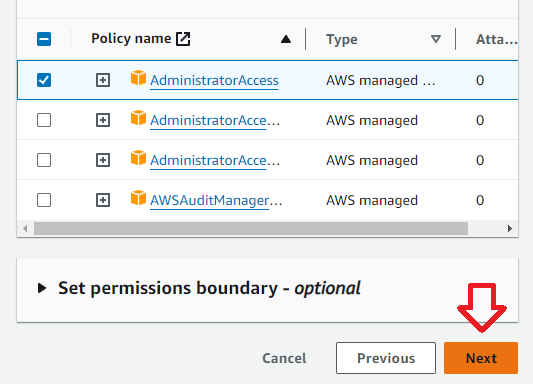 Policy name Type Atta...
AdministratorAccess AWS managed ... 0
AdministratorAcce... AWS managed 0
AdministratorAcce... AWS managed 0
AWSAuditManager... AWS managed 0
Set permissions boundary - optional
Cancel Previous Next